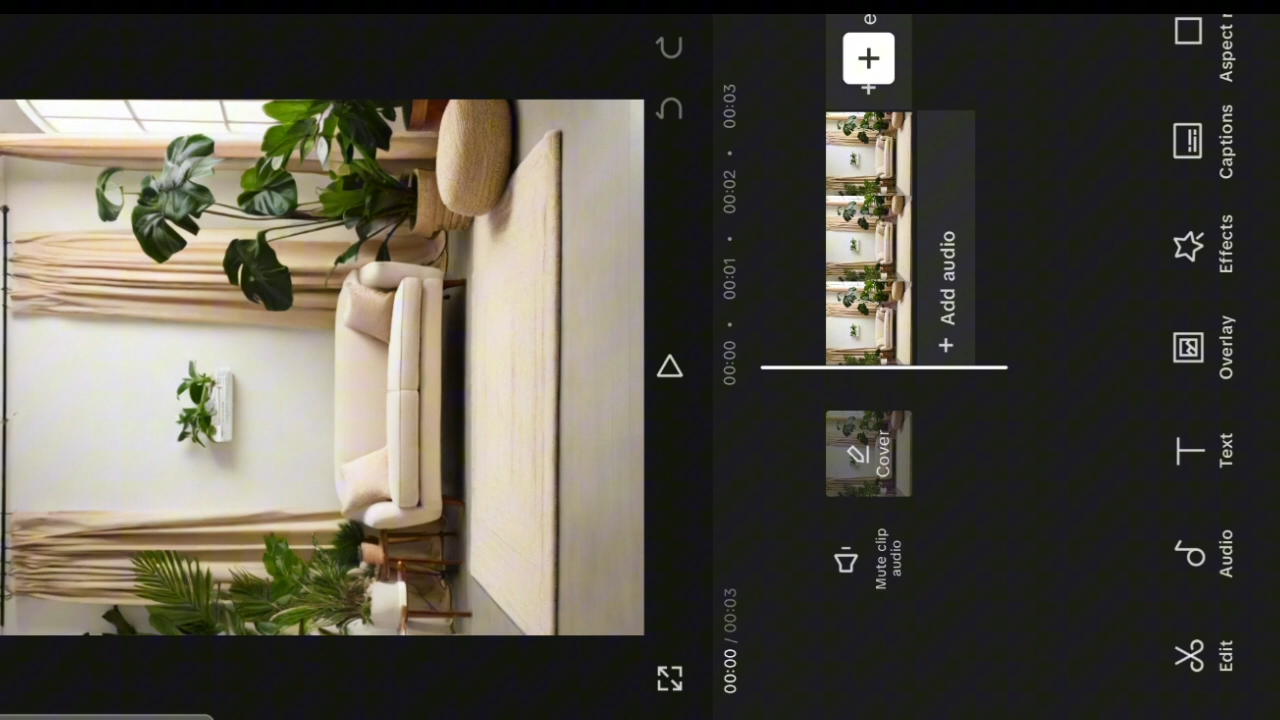 00:00 / 00:03
00:00 • 00:01 • 00:02 • 00:03
Mute clip
audio
Cover
+ Add audio
Edit
Audio
Text
Overlay
Effects
Captions
Aspect